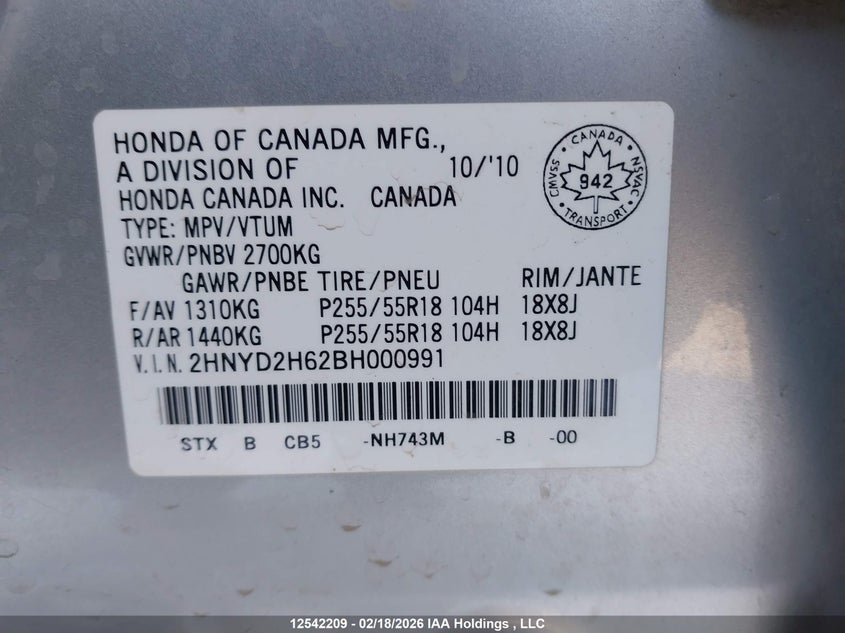 HONDA OF CANADA MFG.,
A DIVISION OF 10/'10
HONDA CANADA INC. CANADA
TYPE: MPV/VTUM
GVWR/PNBV 2700KG
GAWR/PNBE TIRE/PNEU RIM/JANTE
F/AV 1310KG P255/55R18 104H 18X8J
R/AR 1440KG P255/55R18 104H 18X8J
V.I.N. 2HNYD2H62BH000991
STX B CB5 -NH743M -B -00
CANADA
CMVSS 942 NSVAC
TRANSPORT
12542209 - 02/18/2026 IAA Holdings , LLC